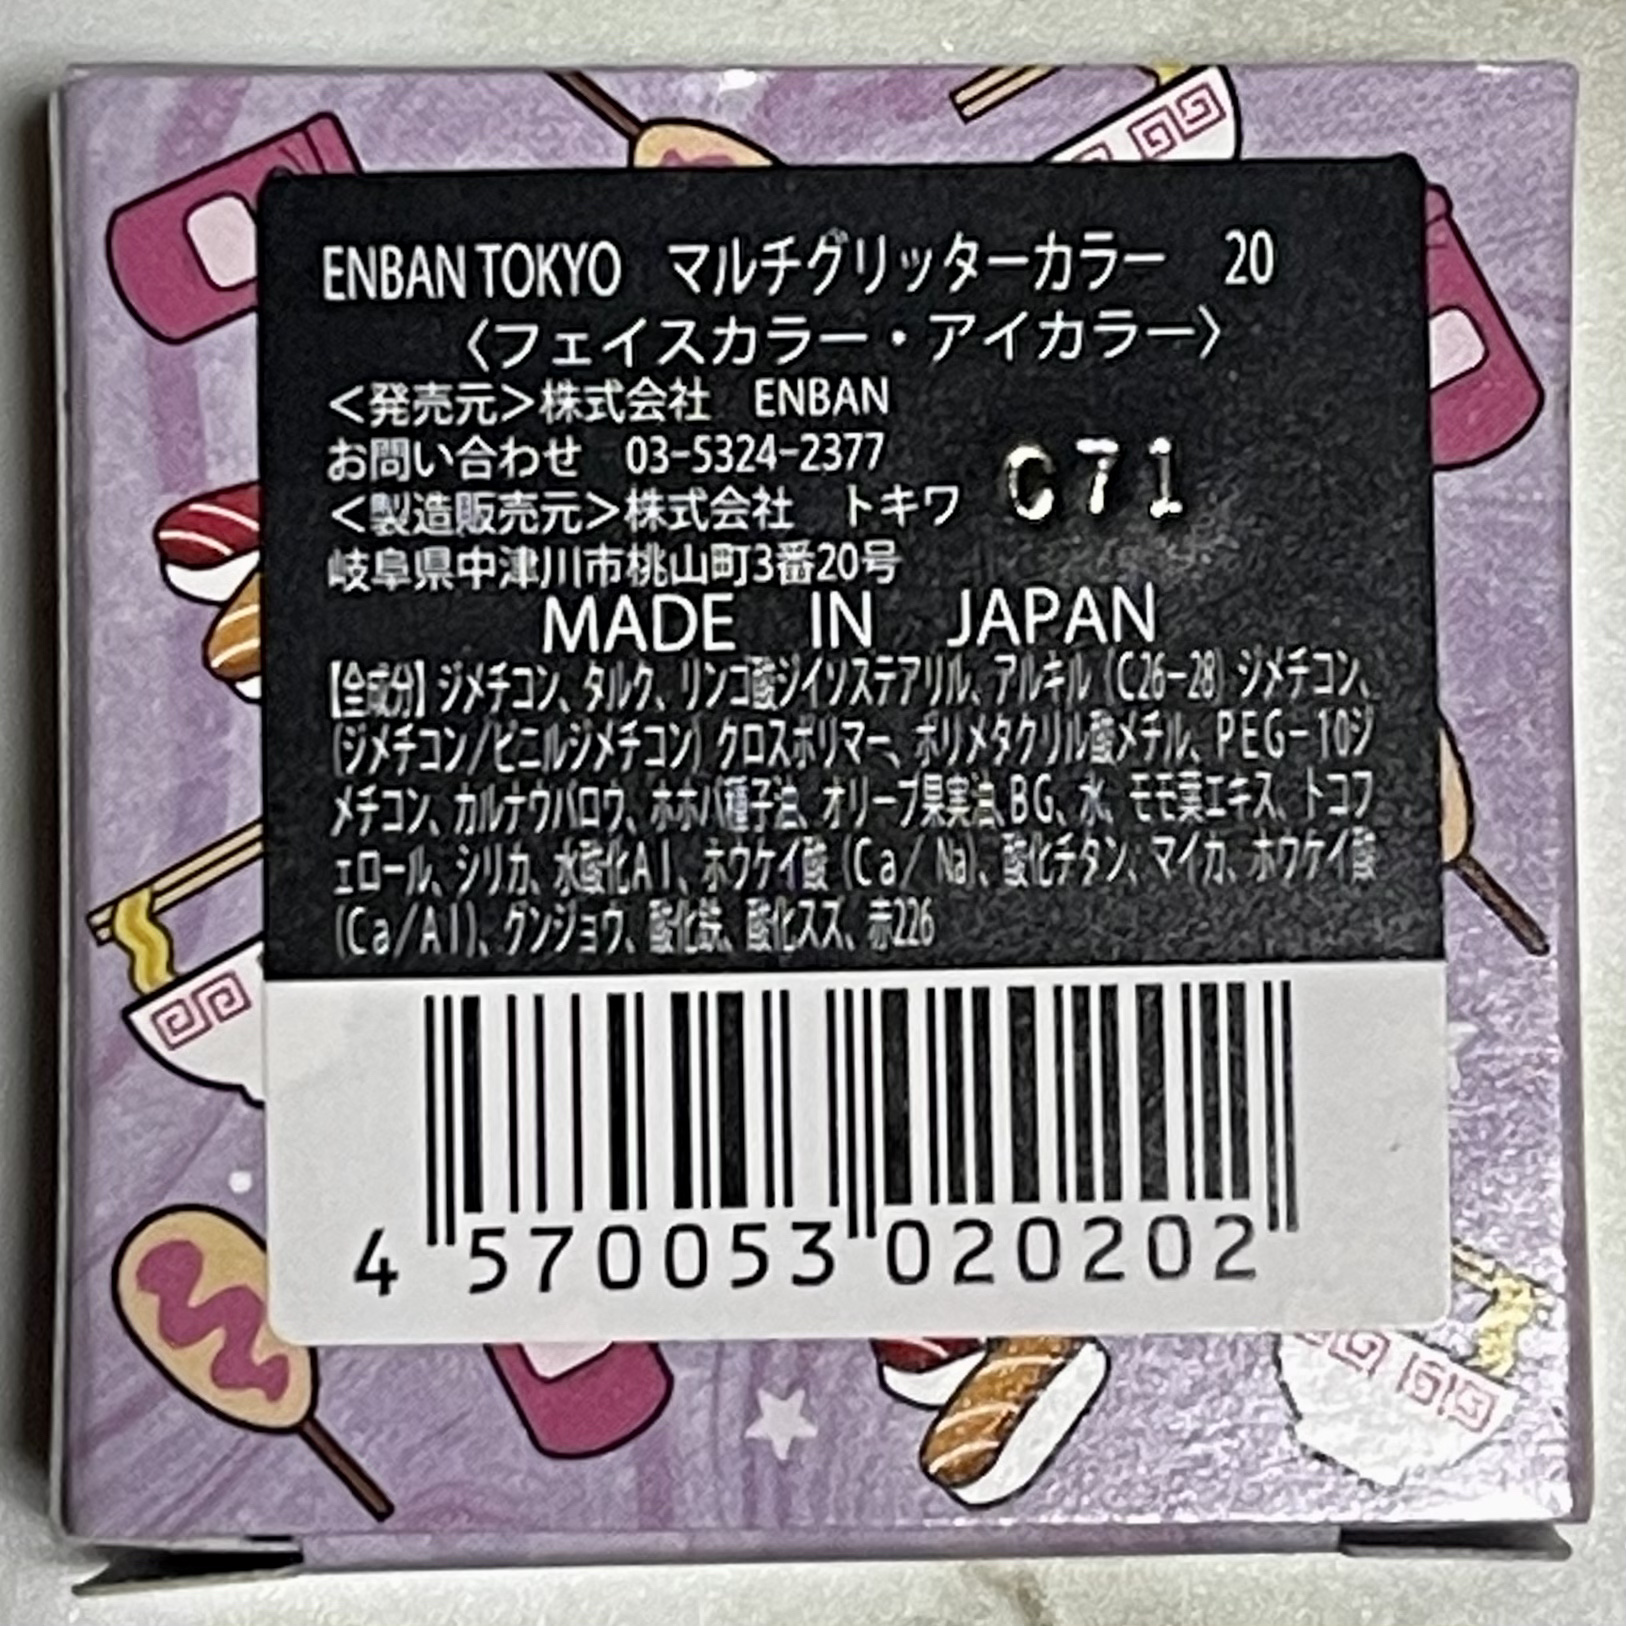 ENBAN TOKYO マルチグリッターカラー 20
〈フェイスカラー・アイカラー〉
＜発売元＞株式会社 ENBAN
お問い合わせ 03-5324-2377
C71
＜製造販売元＞株式会社 トキワ
岐阜県中津川市桃山町3番20号
MADE IN JAPAN
【全成分】ジメチコン、タルク、リンゴ酸ジイソステアリル、アルキル（C26-28）ジメチコン、
（ジメチコン/ビニルジメチコン）クロスポリマー、ポリメタクリル酸メチル、PEG-10ジ
メチコン、カルナウバロウ、ホホバ種子油、オリーブ果実油、BG、水、モモ葉エキス、トコフ
ェロール、シリカ、水酸化Al、ホウケイ酸（Ca/Na）、酸化チタン、マイカ、ホウケイ酸
（Ca/Al）、グンジョウ、酸化鉄、酸化スズ、赤226
4 570053 020202